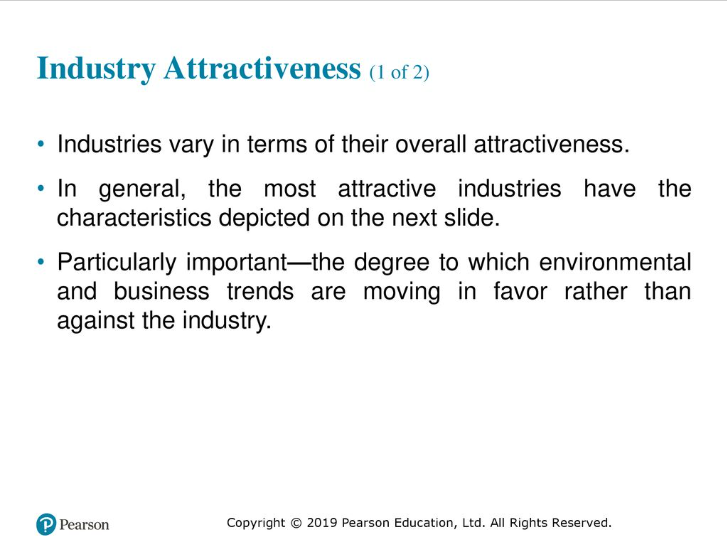 Industry Attractiveness (1 of 2)
• Industries vary in terms of their overall attractiveness.
• In general, the most attractive industries have the
characteristics depicted on the next slide.
• Particularly important—the degree to which environmental
and business trends are moving in favor rather than
against the industry.
Pearson
Copyright © 2019 Pearson Education, Ltd. All Rights Reserved.